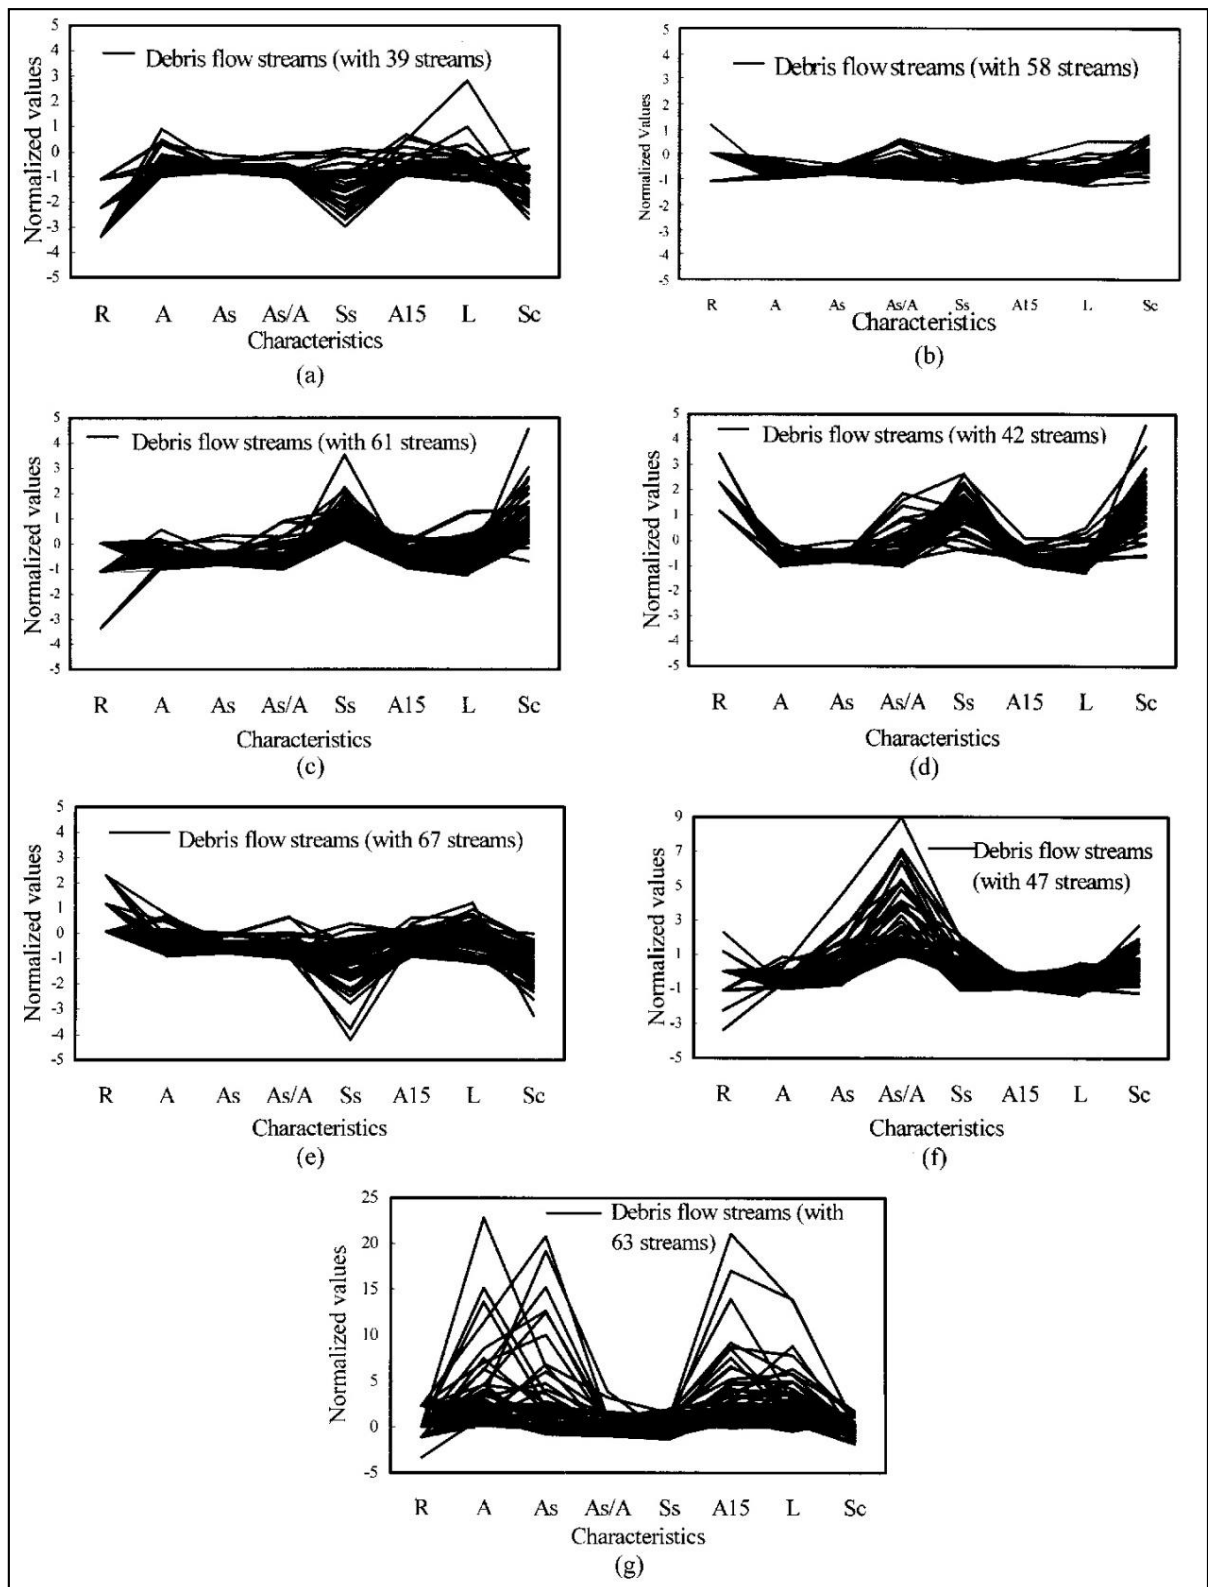 Debris flow streams (with 39 streams)
Normalized values
5
4
3
2
1
0
-1
-2
-3
-4
-5
R A As As/A Ss A15 L Sc
Characteristics
(a)
Debris flow streams (with 58 streams)
Normalized Values
5
4
3
2
1
0
-1
-2
-3
-4
-5
R A As As/A Ss A15 L Sc
Characteristics
(b)
Debris flow streams (with 61 streams)
Normalized values
5
4
3
2
1
0
-1
-2
-3
-4
-5
R A As As/A Ss A15 L Sc
Characteristics
(c)
Debris flow streams (with 42 streams)
Normalized values
5
4
3
2
1
0
-1
-2
-3
-4
-5
R A As As/A Ss A15 L Sc
Characteristics
(d)
Debris flow streams (with 67 streams)
Normalized values
5
4
3
2
1
0
-1
-2
-3
-4
-5
R A As As/A Ss A15 L Sc
Characteristics
(e)
Debris flow streams
(with 47 streams)
Normalized values
9
7
5
3
1
-1
-3
-5
R A As As/A Ss A15 L Sc
Characteristics
(f)
Debris flow streams (with
63 streams)
Normalized values
25
20
15
10
5
0
-5
R A As As/A Ss A15 L Sc
Characteristics
(g)